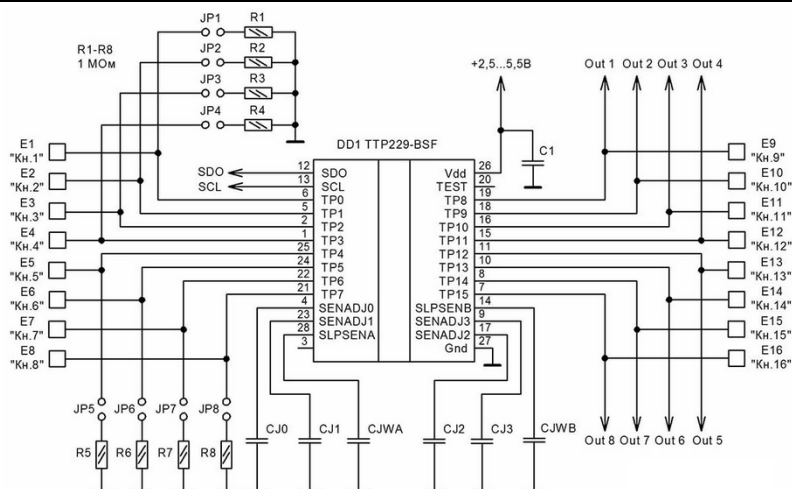 JP1 R1
R1-R8
1 МОм
JP2 R2
JP3 R3
JP4 R4
+2,5...5,5В
Out 1 Out 2 Out 3 Out 4
C1
DD1 TTP229-BSF
E1
"Кн.1"
E2
"Кн.2"
E3
"Кн.3"
E4
"Кн.4"
E5
"Кн.5"
E6
"Кн.6"
E7
"Кн.7"
E8
"Кн.8"
SDO 12 SDO
SCL 13 SCL
6 TP0
5 TP1
2 TP2
1 TP3
25 TP4
24 TP5
22 TP6
21 TP7
4 SENADJ0
23 SENADJ1
28 SLPSENA
3
Vdd 26
TEST 20
TP8 19
TP9 18
TP10 16
TP11 15
TP12 11
TP13 10
TP14 8
TP15 7
SLPSENB 14
SENADJ3 9
SENADJ2 17
Gnd 27
E9
"Кн.9"
E10
"Кн.10"
E11
"Кн.11"
E12
"Кн.12"
E13
"Кн.13"
E14
"Кн.14"
E15
"Кн.15"
E16
"Кн.16"
JP5 JP6 JP7 JP8
R5 R6 R7 R8
CJ0 CJ1 CJWA CJ2 CJ3 CJWB
Out 8 Out 7 Out 6 Out 5